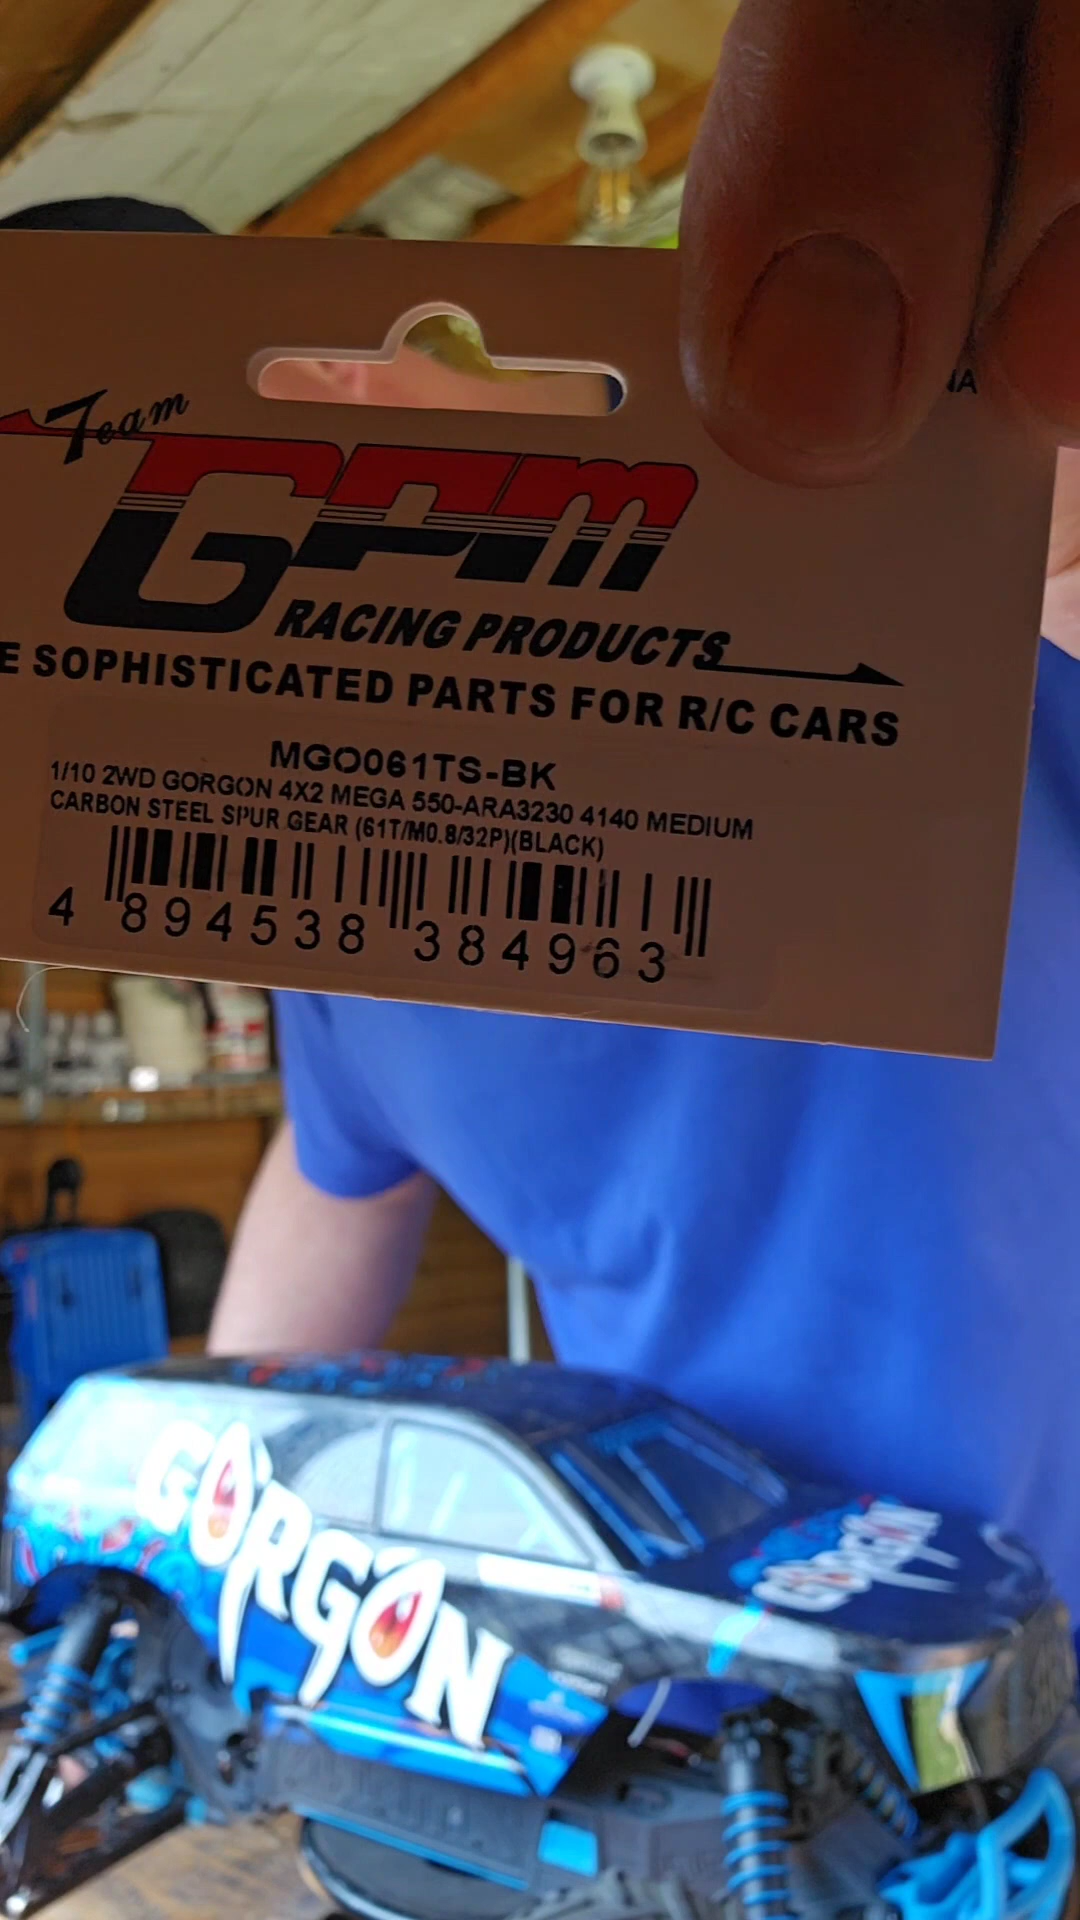 NA
Team
GPM
RACING PRODUCTS
E SOPHISTICATED PARTS FOR R/C CARS
MGO061TS-BK
1/10 2WD GORGON 4X2 MEGA 550-ARA3230 4140 MEDIUM
CARBON STEEL SPUR GEAR (61T/M0.8/32P)(BLACK)
4 894538 384963
GORGON
GORGON